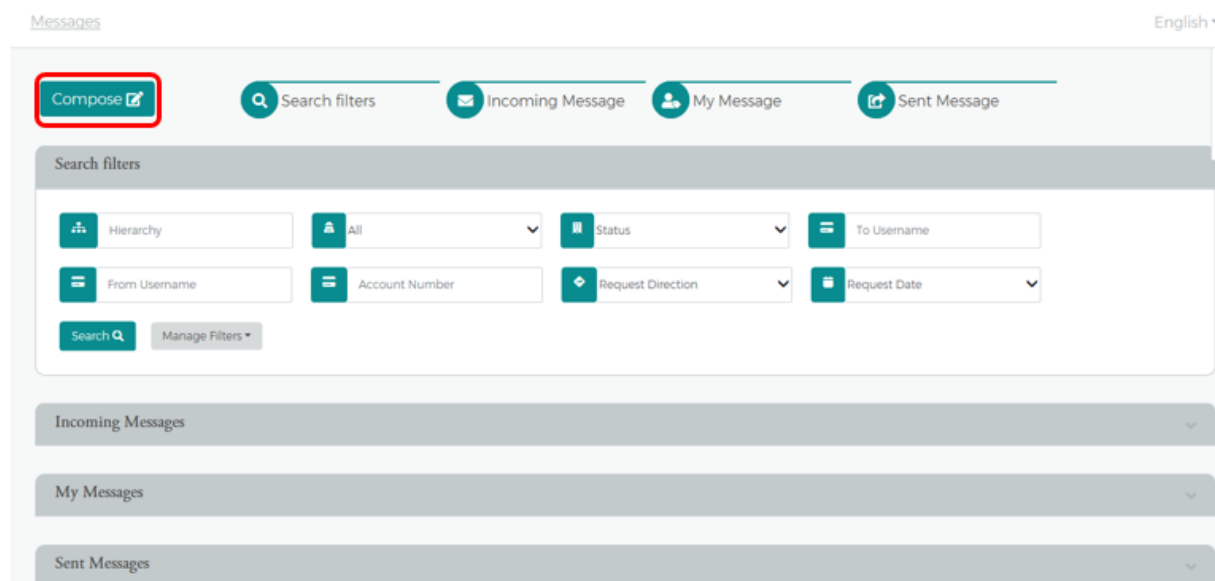 Messages English
Compose Search filters Incoming Message My Message Sent Message
Search filters
Hierarchy All Status To Username
From Username Account Number Request Direction Request Date
Search Manage Filters
Incoming Messages
My Messages
Sent Messages